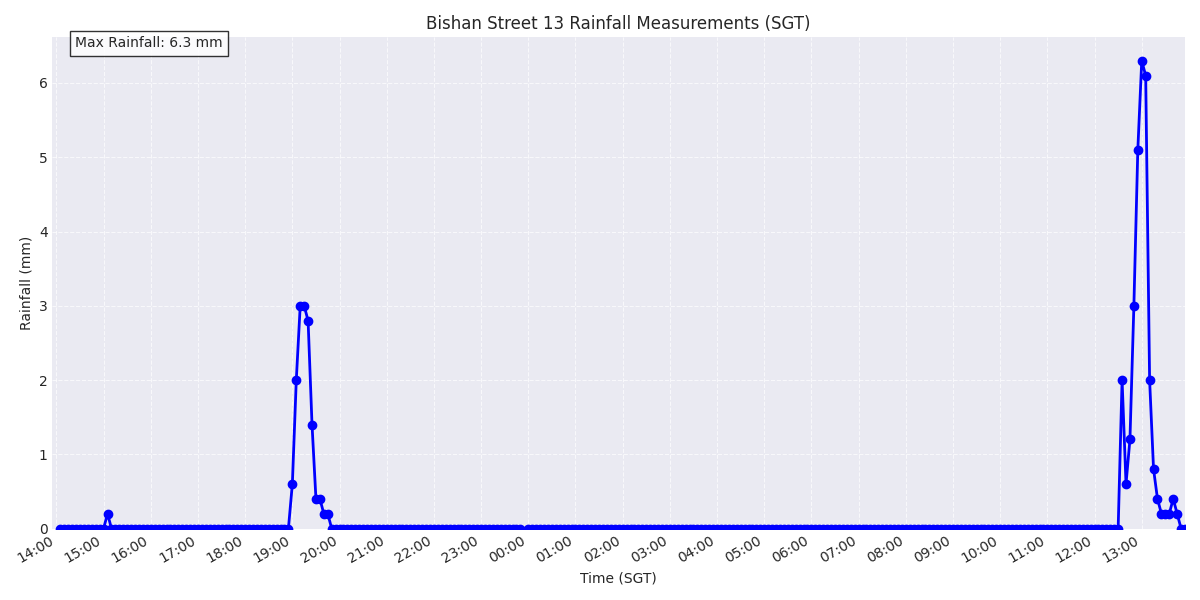 Bishan Street 13 Rainfall Measurements (SGT)
Max Rainfall: 6.3 mm
Rainfall (mm)
6
5
4
3
2
1
0
14:00 15:00 16:00 17:00 18:00 19:00 20:00 21:00 22:00 23:00 00:00 01:00 02:00 03:00 04:00 05:00 06:00 07:00 08:00 09:00 10:00 11:00 12:00 13:00
Time (SGT)